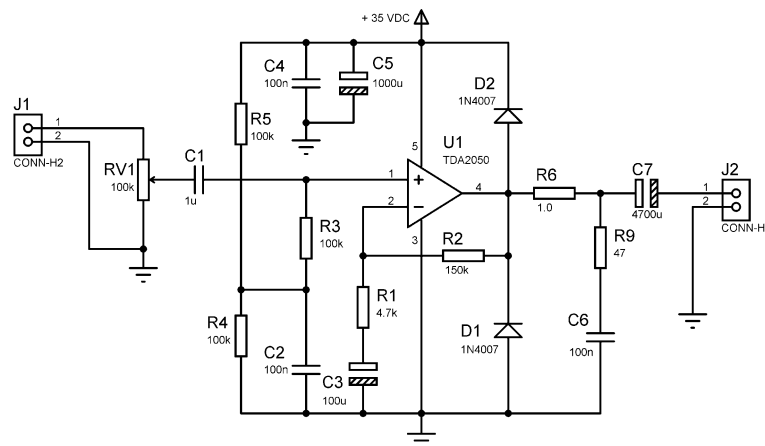 + 35 VDC
C4
100n
C5
1000u
D2
1N4007
J1
1
2
CONN-H2
R5
100k
RV1
100k
C1
1u
5
U1
TDA2050
1
+
2
−
4
3
R6
1.0
C7
4700u
J2
1
2
CONN-H
R3
100k
R2
150k
R9
47
R1
4.7k
R4
100k
C2
100n
C3
100u
D1
1N4007
C6
100n